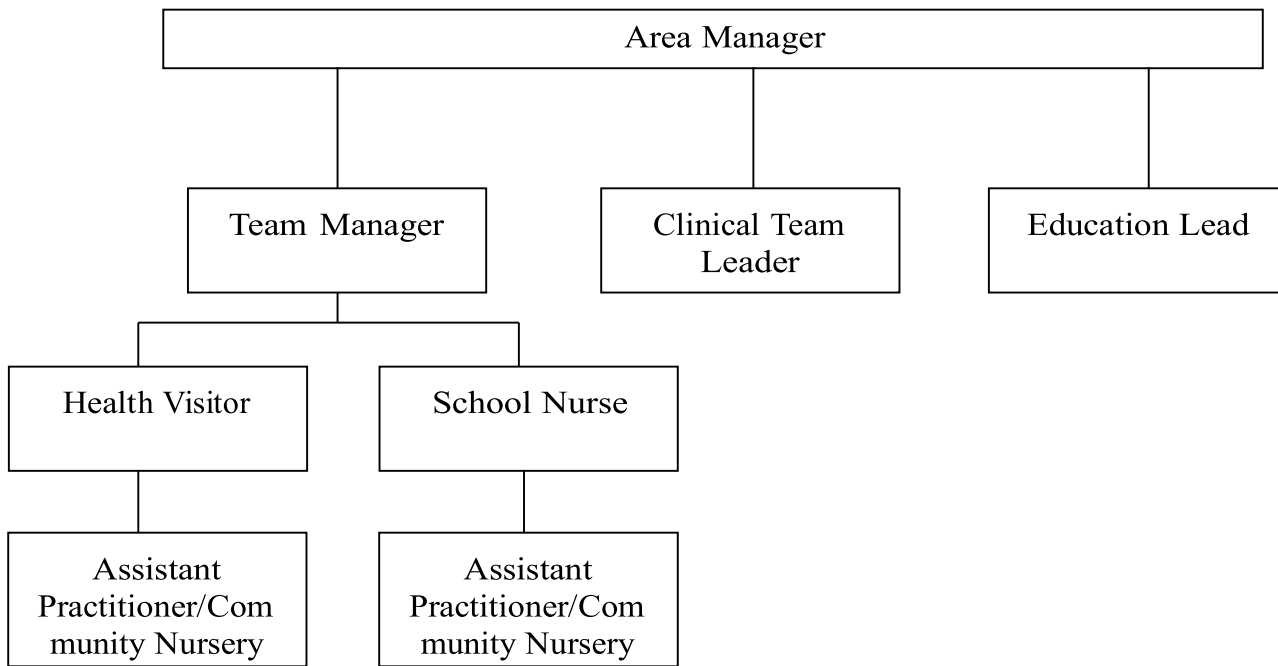 Area Manager
Team Manager
Clinical Team
Leader
Education Lead
Health Visitor
School Nurse
Assistant
Practitioner/Com
munity Nursery
Assistant
Practitioner/Com
munity Nursery